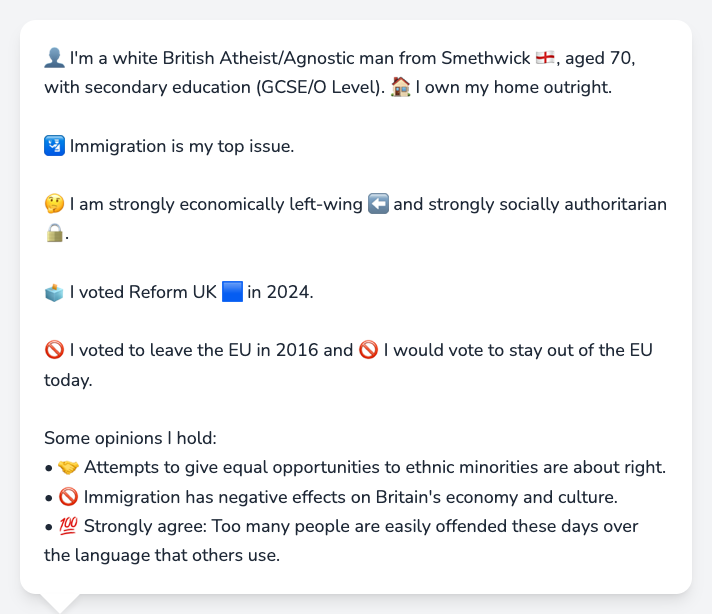 👤 I'm a white British Atheist/Agnostic man from Smethwick 🏴󠁧󠁢󠁥󠁮󠁧󠁿, aged 70,
with secondary education (GCSE/O Level). 🏠 I own my home outright.
🛂 Immigration is my top issue.
🤔 I am strongly economically left-wing ⬅️ and strongly socially authoritarian
🔒.
🗳️ I voted Reform UK 🟦 in 2024.
🚫 I voted to leave the EU in 2016 and 🚫 I would vote to stay out of the EU
today.
Some opinions I hold:
• 🤝 Attempts to give equal opportunities to ethnic minorities are about right.
• 🚫 Immigration has negative effects on Britain's economy and culture.
• 💯 Strongly agree: Too many people are easily offended these days over
the language that others use.